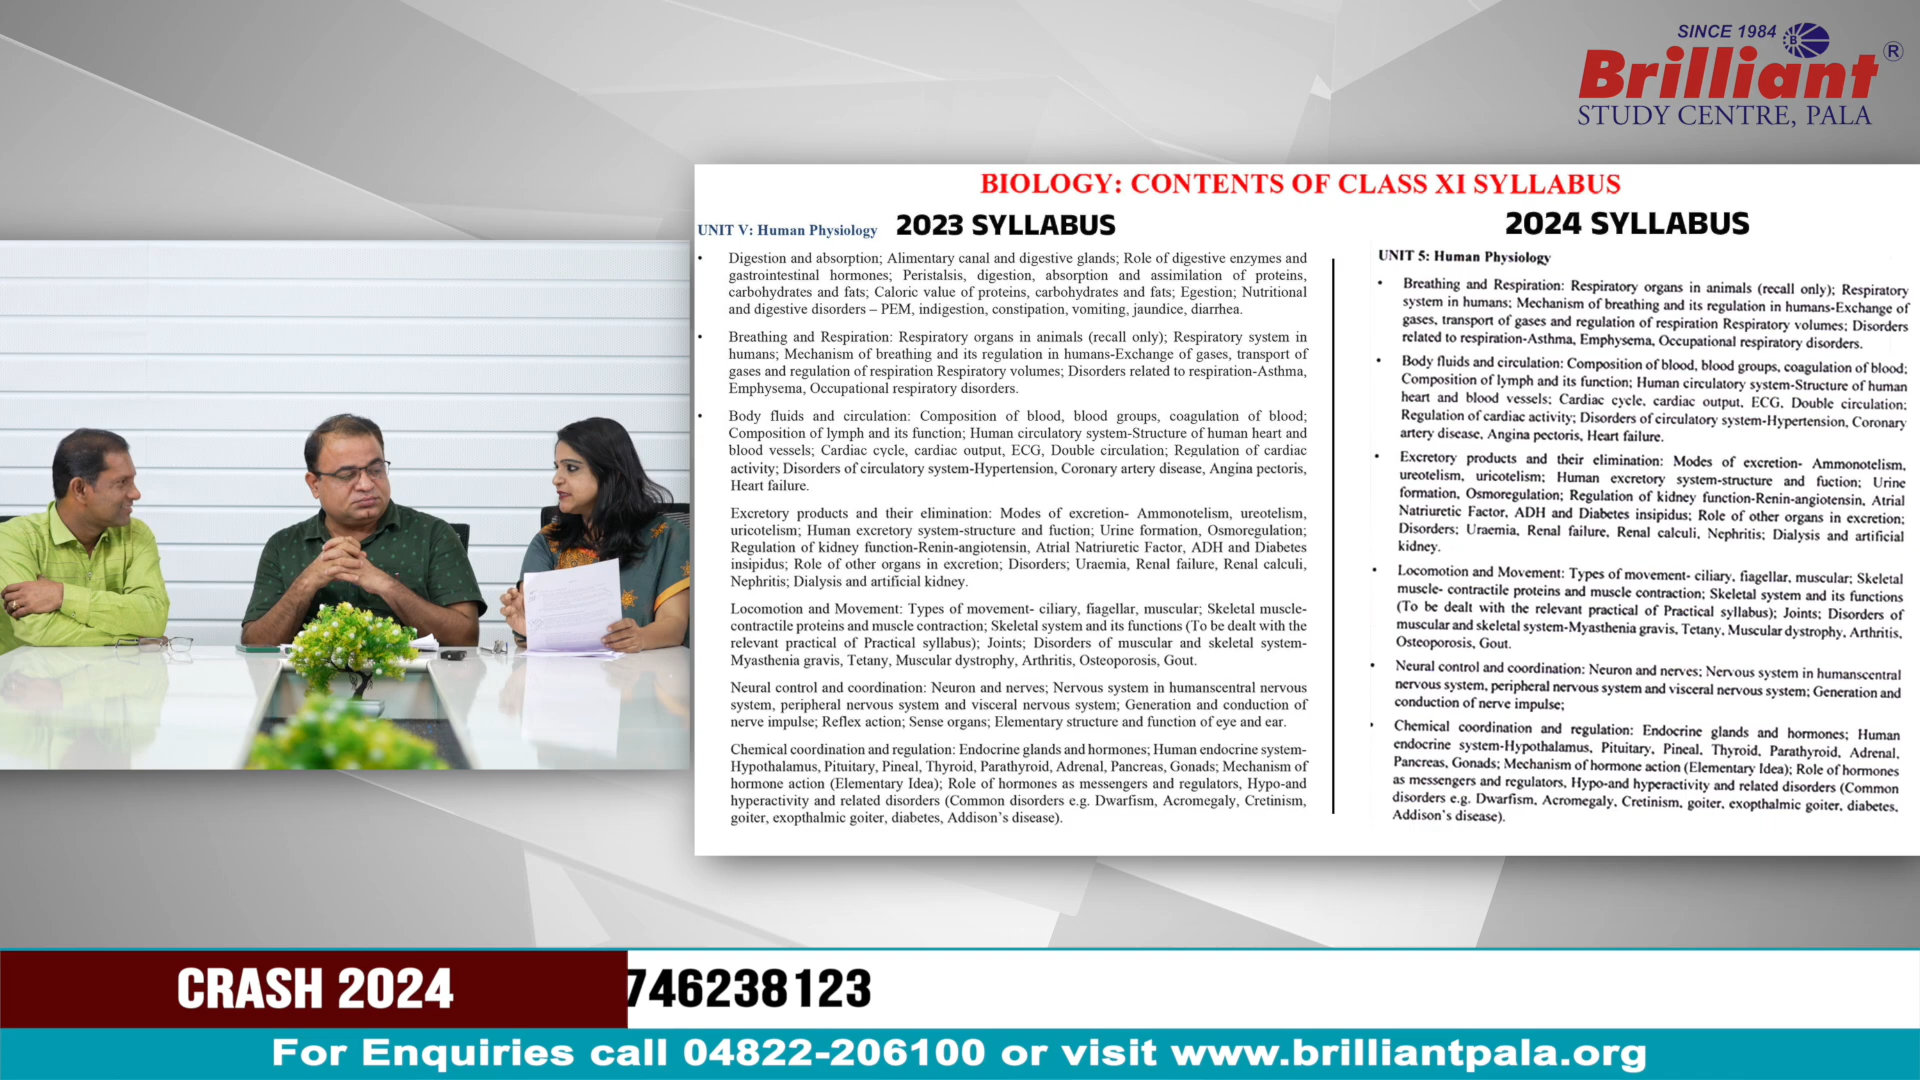 SINCE 1984
B
Brilliant®
STUDY CENTRE, PALA
BIOLOGY: CONTENTS OF CLASS XI SYLLABUS
UNIT V: Human Physiology
2023 SYLLABUS
• Digestion and absorption; Alimentary canal and digestive glands; Role of digestive enzymes and
gastrointestinal hormones; Peristalsis, digestion, absorption and assimilation of proteins,
carbohydrates and fats; Caloric value of proteins, carbohydrates and fats; Egestion; Nutritional
and digestive disorders – PEM, indigestion, constipation, vomiting, jaundice, diarrhea.
• Breathing and Respiration: Respiratory organs in animals (recall only); Respiratory system in
humans; Mechanism of breathing and its regulation in humans-Exchange of gases, transport of
gases and regulation of respiration Respiratory volumes; Disorders related to respiration-Asthma,
Emphysema, Occupational respiratory disorders.
• Body fluids and circulation: Composition of blood, blood groups, coagulation of blood;
Composition of lymph and its function; Human circulatory system-Structure of human heart and
blood vessels; Cardiac cycle, cardiac output, ECG, Double circulation; Regulation of cardiac
activity; Disorders of circulatory system-Hypertension, Coronary artery disease, Angina pectoris,
Heart failure.
Excretory products and their elimination: Modes of excretion- Ammonotelism, ureotelism,
uricotelism; Human excretory system-structure and fuction; Urine formation, Osmoregulation;
Regulation of kidney function-Renin-angiotensin, Atrial Natriuretic Factor, ADH and Diabetes
insipidus; Role of other organs in excretion; Disorders; Uraemia, Renal failure, Renal calculi,
Nephritis; Dialysis and artificial kidney.
Locomotion and Movement: Types of movement- ciliary, fiagellar, muscular; Skeletal muscle-
contractile proteins and muscle contraction; Skeletal system and its functions (To be dealt with the
relevant practical of Practical syllabus); Joints; Disorders of muscular and skeletal system-
Myasthenia gravis, Tetany, Muscular dystrophy, Arthritis, Osteoporosis, Gout.
Neural control and coordination: Neuron and nerves; Nervous system in humanscentral nervous
system, peripheral nervous system and visceral nervous system; Generation and conduction of
nerve impulse; Reflex action; Sense organs; Elementary structure and function of eye and ear.
Chemical coordination and regulation: Endocrine glands and hormones; Human endocrine system-
Hypothalamus, Pituitary, Pineal, Thyroid, Parathyroid, Adrenal, Pancreas, Gonads; Mechanism of
hormone action (Elementary Idea); Role of hormones as messengers and regulators, Hypo-and
hyperactivity and related disorders (Common disorders e.g. Dwarfism, Acromegaly, Cretinism,
goiter, exopthalmic goiter, diabetes, Addison's disease).
2024 SYLLABUS
UNIT 5: Human Physiology
• Breathing and Respiration: Respiratory organs in animals (recall only); Respiratory
system in humans; Mechanism of breathing and its regulation in humans-Exchange of
gases, transport of gases and regulation of respiration Respiratory volumes; Disorders
related to respiration-Asthma, Emphysema, Occupational respiratory disorders.
• Body fluids and circulation: Composition of blood, blood groups, coagulation of blood;
Composition of lymph and its function; Human circulatory system-Structure of human
heart and blood vessels; Cardiac cycle, cardiac output, ECG, Double circulation;
Regulation of cardiac activity; Disorders of circulatory system-Hypertension, Coronary
artery disease, Angina pectoris, Heart failure.
• Excretory products and their elimination: Modes of excretion- Ammonotelism,
ureotelism, uricotelism; Human excretory system-structure and fuction; Urine
formation, Osmoregulation; Regulation of kidney function-Renin-angiotensin, Atrial
Natriuretic Factor, ADH and Diabetes insipidus; Role of other organs in excretion;
Disorders; Uraemia, Renal failure, Renal calculi, Nephritis; Dialysis and artificial
kidney.
• Locomotion and Movement: Types of movement- ciliary, fiagellar, muscular; Skeletal
muscle- contractile proteins and muscle contraction; Skeletal system and its functions
(To be dealt with the relevant practical of Practical syllabus); Joints; Disorders of
muscular and skeletal system-Myasthenia gravis, Tetany, Muscular dystrophy, Arthritis,
Osteoporosis, Gout.
• Neural control and coordination: Neuron and nerves; Nervous system in humanscentral
nervous system, peripheral nervous system and visceral nervous system; Generation and
conduction of nerve impulse;
• Chemical coordination and regulation: Endocrine glands and hormones; Human
endocrine system-Hypothalamus, Pituitary, Pineal, Thyroid, Parathyroid, Adrenal,
Pancreas, Gonads; Mechanism of hormone action (Elementary Idea); Role of hormones
as messengers and regulators, Hypo-and hyperactivity and related disorders (Common
disorders e.g. Dwarfism, Acromegaly, Cretinism, goiter, exopthalmic goiter, diabetes,
Addison's disease).
CRASH 2024
746238123
For Enquiries call 04822-206100 or visit www.brilliantpala.org